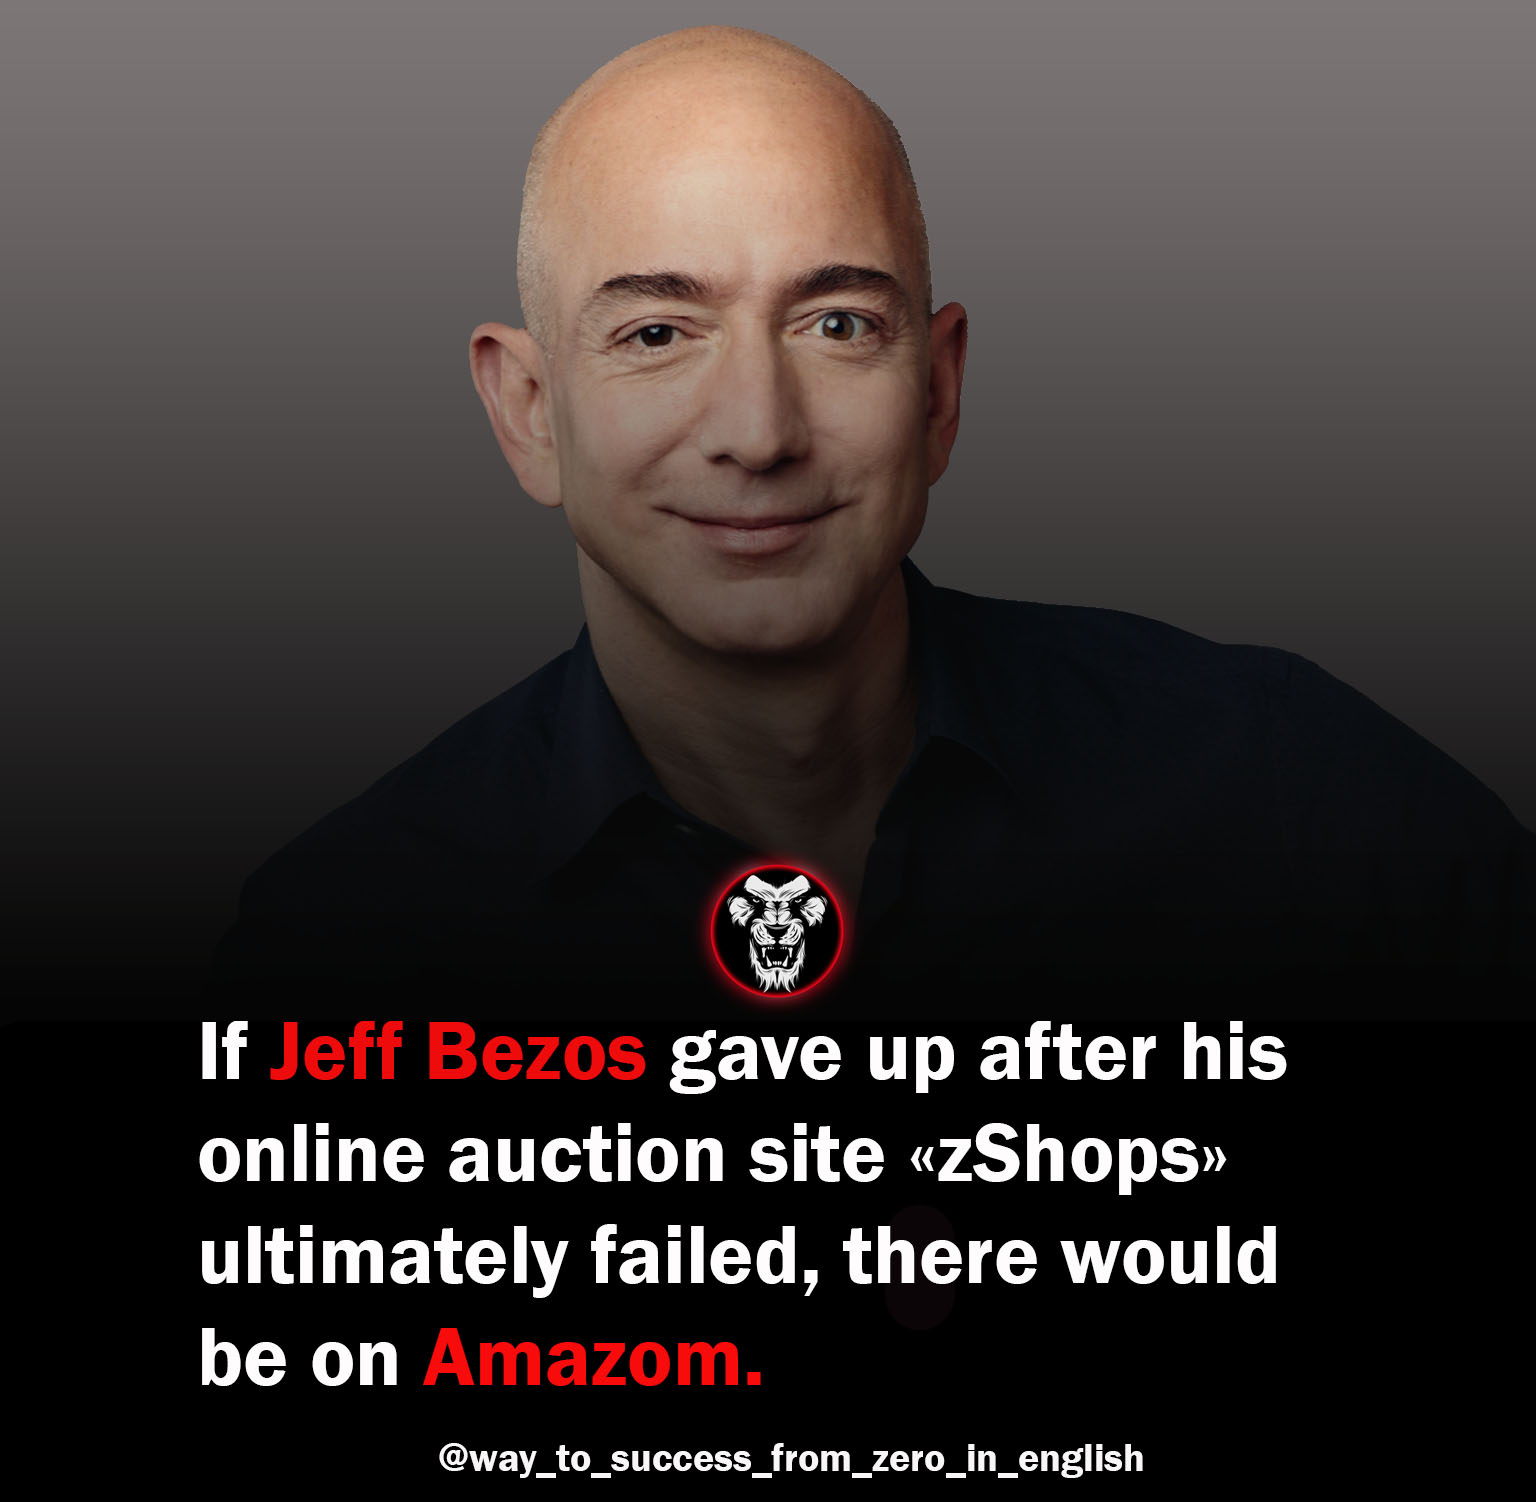 If Jeff Bezos gave up after his
online auction site «zShops»
ultimately failed, there would
be on Amazom.
@way_to_success_from_zero_in_english